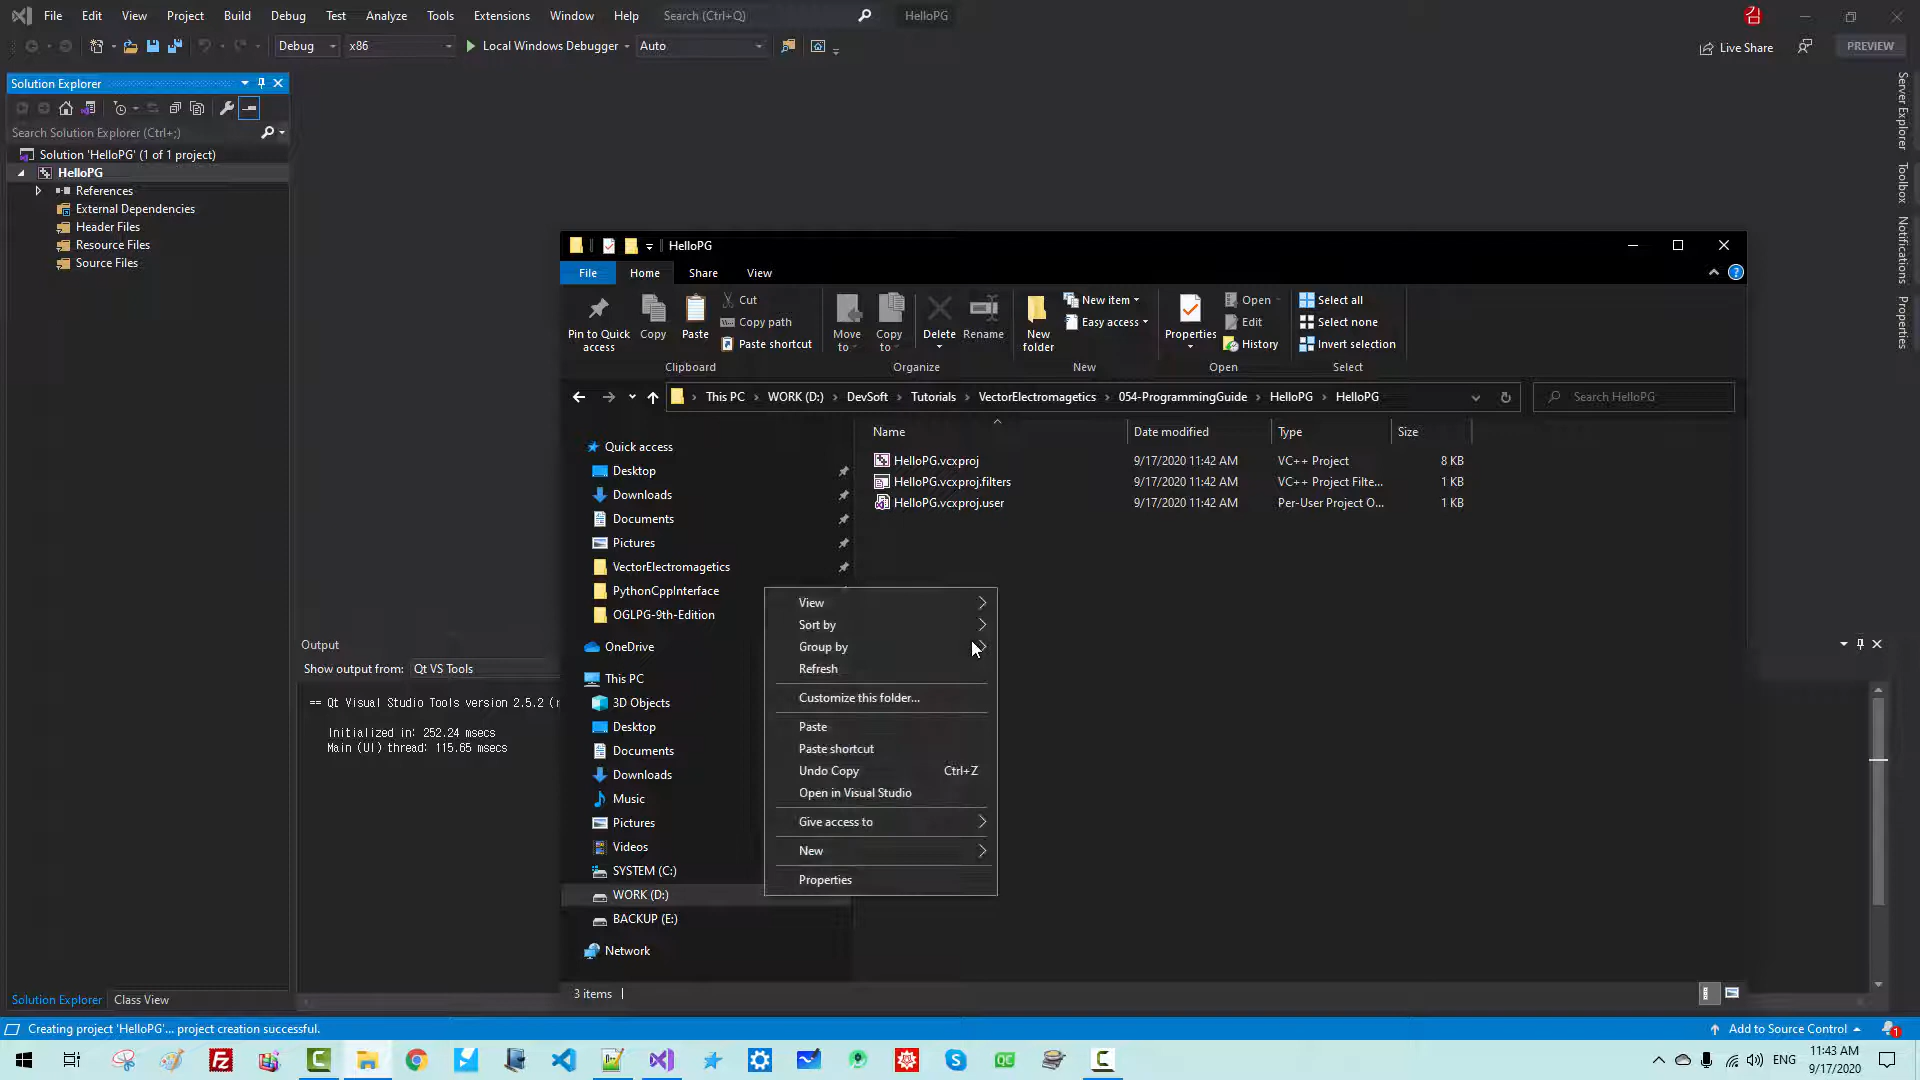 File Edit View Project Build Debug Test Analyze Tools Extensions Window Help Search (Ctrl+Q) HelloPG
Debug x86 Local Windows Debugger Auto Live Share PREVIEW
Solution Explorer
Search Solution Explorer (Ctrl+;)
Solution 'HelloPG' (1 of 1 project)
HelloPG
References
External Dependencies
Header Files
Resource Files
Source Files
Server Explorer
Toolbox
Notifications
Properties
HelloPG
File Home Share View
Pin to Quick access
Copy
Paste
Cut
Copy path
Paste shortcut
Clipboard
Move to
Copy to
Delete
Rename
Organize
New folder
New item
Easy access
New
Properties
Open
Edit
History
Open
Select all
Select none
Invert selection
Select
This PC WORK (D:) DevSoft Tutorials VectorElectromagetics 054-ProgrammingGuide HelloPG HelloPG Search HelloPG
Name Date modified Type Size
HelloPG.vcxproj 9/17/2020 11:42 AM VC++ Project 8 KB
HelloPG.vcxproj.filters 9/17/2020 11:42 AM VC++ Project Filte... 1 KB
HelloPG.vcxproj.user 9/17/2020 11:42 AM Per-User Project O... 1 KB
Quick access
Desktop
Downloads
Documents
Pictures
VectorElectromagetics
PythonCppInterface
OGLPG-9th-Edition
OneDrive
This PC
3D Objects
Desktop
Documents
Downloads
Music
Pictures
Videos
SYSTEM (C:)
WORK (D:)
BACKUP (E:)
Network
3 items
View
Sort by
Group by
Refresh
Customize this folder...
Paste
Paste shortcut
Undo Copy Ctrl+Z
Open in Visual Studio
Give access to
New
Properties
Output
Show output from: Qt VS Tools
== Qt Visual Studio Tools version 2.5.2 (r
Initialized in: 252.24 msecs
Main (UI) thread: 115.65 msecs
Solution Explorer Class View
Creating project 'HelloPG'... project creation successful. Add to Source Control 1
ENG 11:43 AM
9/17/2020